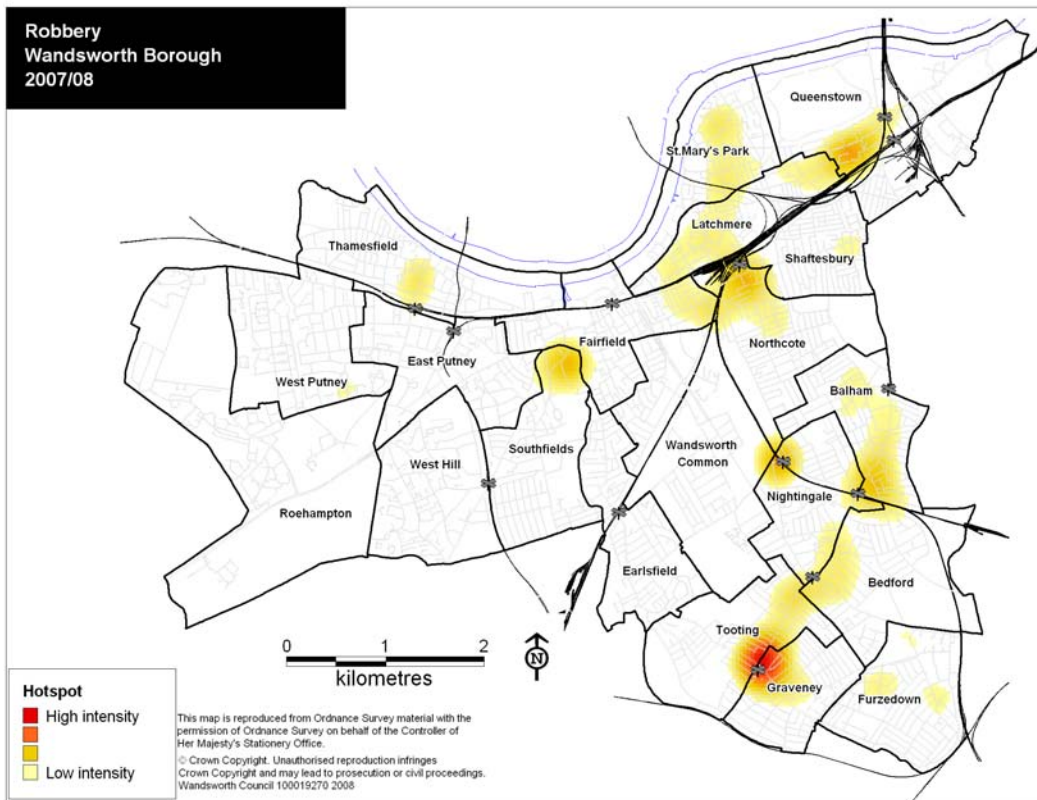 Robbery
Wandsworth Borough
2007/08
Queenstown
St.Mary's Park
Latchmere
Thamesfield
Shaftesbury
Fairfield
Northcote
East Putney
West Putney
Balham
Southfields
Wandsworth
Common
West Hill
Nightingale
Roehampton
Earlsfield
Bedford
Tooting
Graveney
Furzedown
0 1 2
kilometres
N
Hotspot
High intensity
Low intensity
This map is reproduced from Ordnance Survey material with the
permission of Ordnance Survey on behalf of the Controller of
Her Majesty's Stationery Office.
© Crown Copyright. Unauthorised reproduction infringes
Crown Copyright and may lead to prosecution or civil proceedings.
Wandsworth Council 100019270 2008